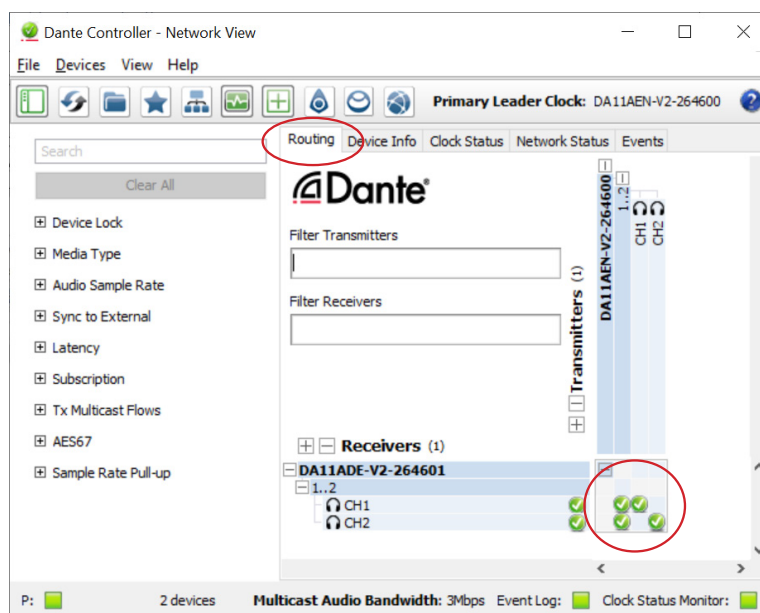 Dante Controller - Network View
File Devices View Help
Primary Leader Clock: DA11AEN-V2-264600 ?
Search
Clear All
Device Lock
Media Type
Audio Sample Rate
Sync to External
Latency
Subscription
Tx Multicast Flows
AES67
Sample Rate Pull-up
Routing Device Info Clock Status Network Status Events
Dante®
Filter Transmitters
Filter Receivers
Transmitters (1)
DA11AEN-V2-264600
1..2
CH1
CH2
Receivers (1)
DA11ADE-V2-264601
1..2
CH1
CH2
P: 2 devices Multicast Audio Bandwidth: 3Mbps Event Log: Clock Status Monitor: